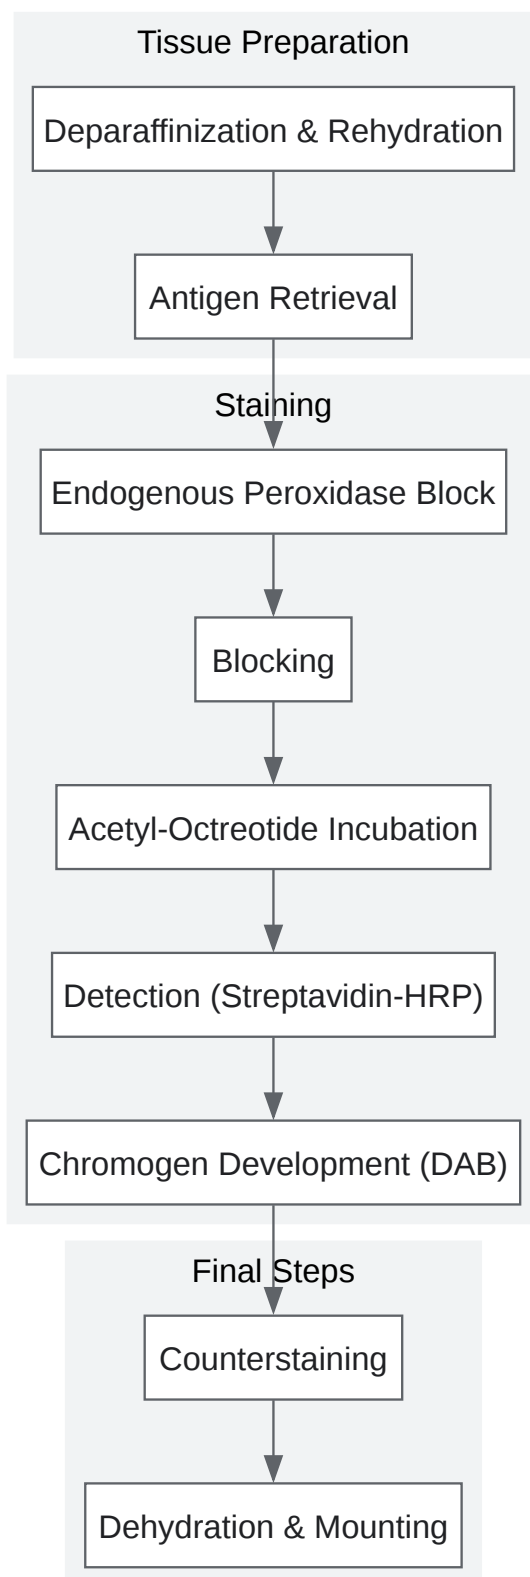 Tissue Preparation
Deparaffinization & Rehydration
Antigen Retrieval
Staining
Endogenous Peroxidase Block
Blocking
Acetyl-Octreotide Incubation
Detection (Streptavidin-HRP)
Chromogen Development (DAB)
Final Steps
Counterstaining
Dehydration & Mounting